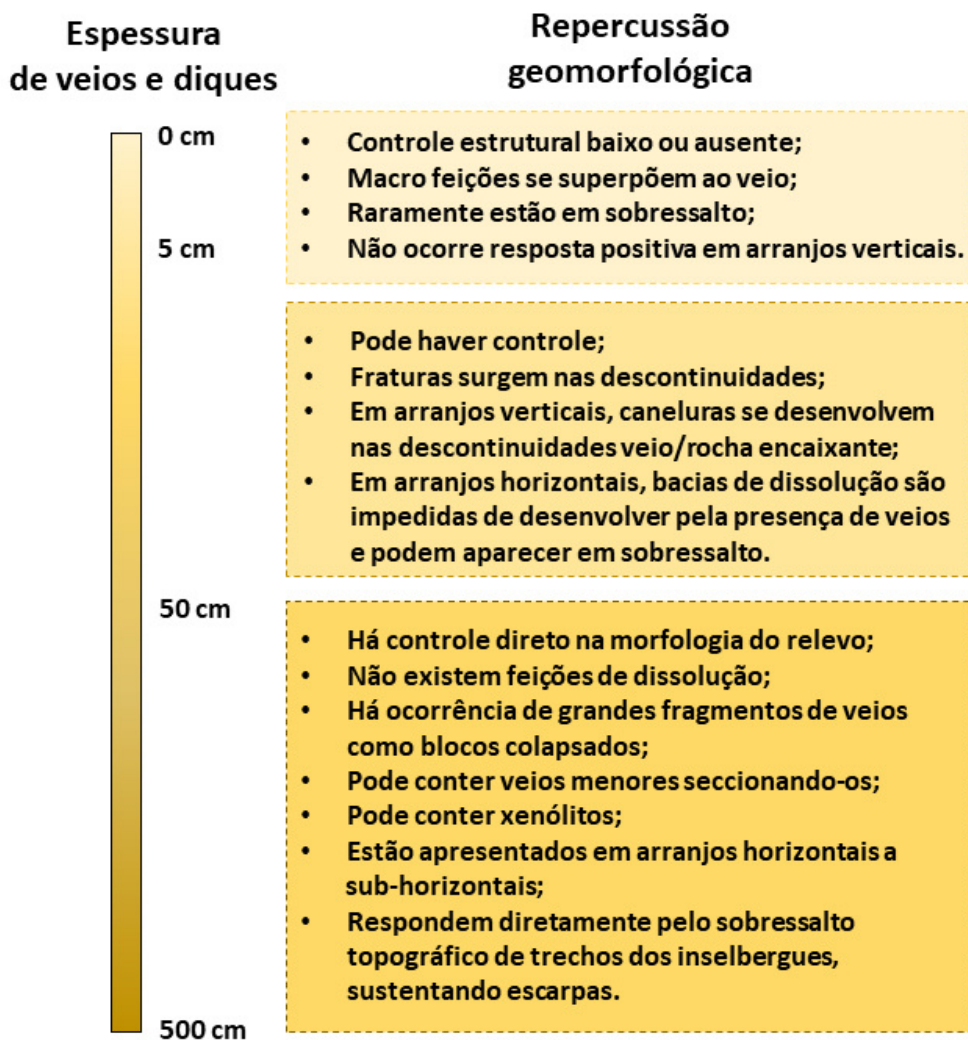 Espessura
de veios e diques
Repercussão
geomorfológica
0 cm
5 cm
50 cm
500 cm
• Controle estrutural baixo ou ausente;
• Macro feições se superpõem ao veio;
• Raramente estão em sobressalto;
• Não ocorre resposta positiva em arranjos verticais.
• Pode haver controle;
• Fraturas surgem nas descontinuidades;
• Em arranjos verticais, caneluras se desenvolvem
nas descontinuidades veio/rocha encaixante;
• Em arranjos horizontais, bacias de dissolução são
impedidas de desenvolver pela presença de veios
e podem aparecer em sobressalto.
• Há controle direto na morfologia do relevo;
• Não existem feições de dissolução;
• Há ocorrência de grandes fragmentos de veios
como blocos colapsados;
• Pode conter veios menores seccionando-os;
• Pode conter xenólitos;
• Estão apresentados em arranjos horizontais a
sub-horizontais;
• Respondem diretamente pelo sobressalto
topográfico de trechos dos inselbergues,
sustentando escarpas.